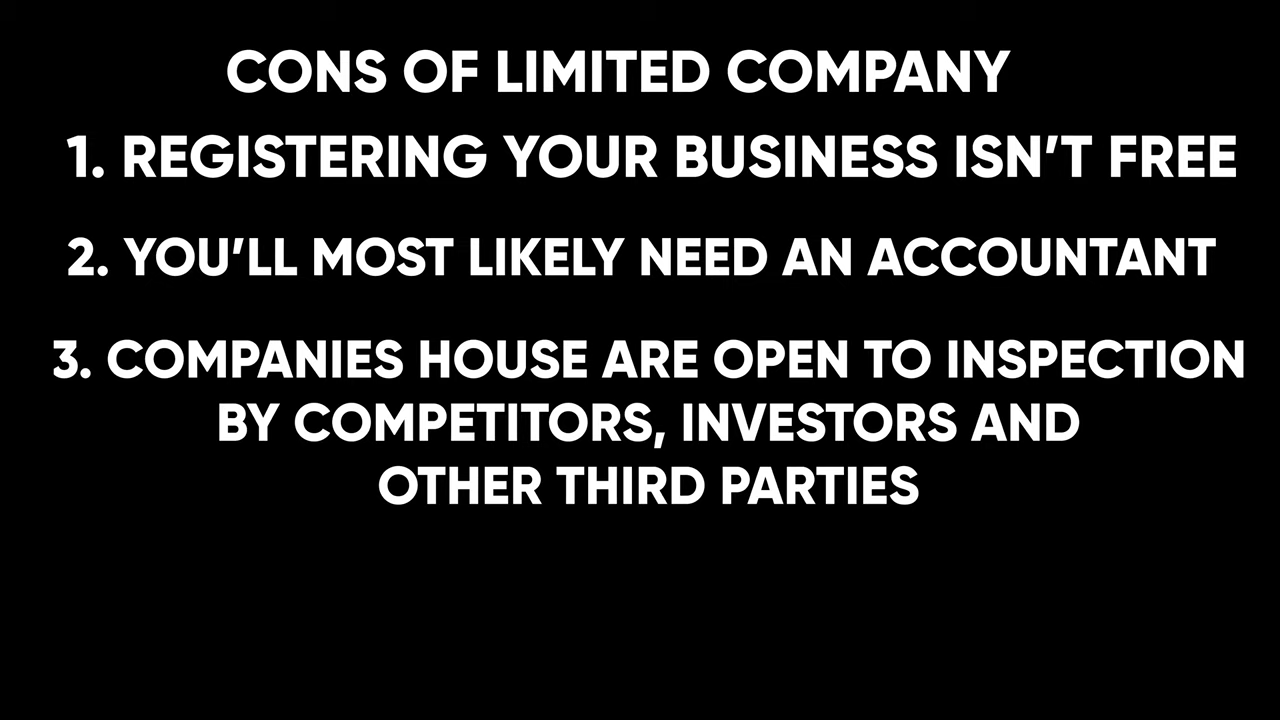 CONS OF LIMITED COMPANY
1. REGISTERING YOUR BUSINESS ISN’T FREE
2. YOU’LL MOST LIKELY NEED AN ACCOUNTANT
3. COMPANIES HOUSE ARE OPEN TO INSPECTION
BY COMPETITORS, INVESTORS AND
OTHER THIRD PARTIES